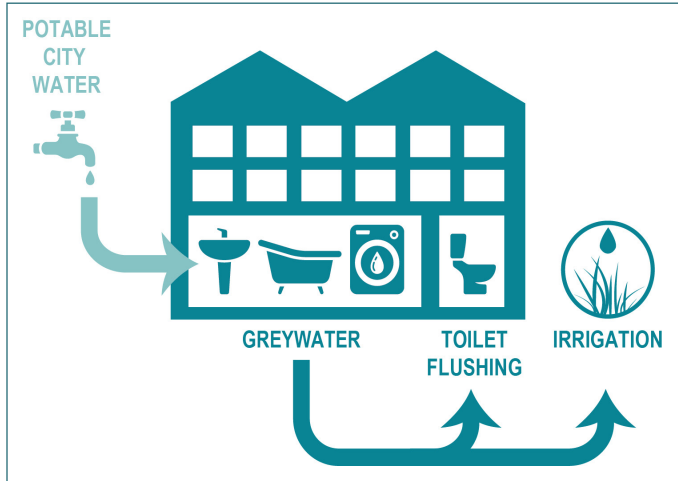 POTABLE
CITY
WATER
GREYWATER
TOILET
FLUSHING
IRRIGATION